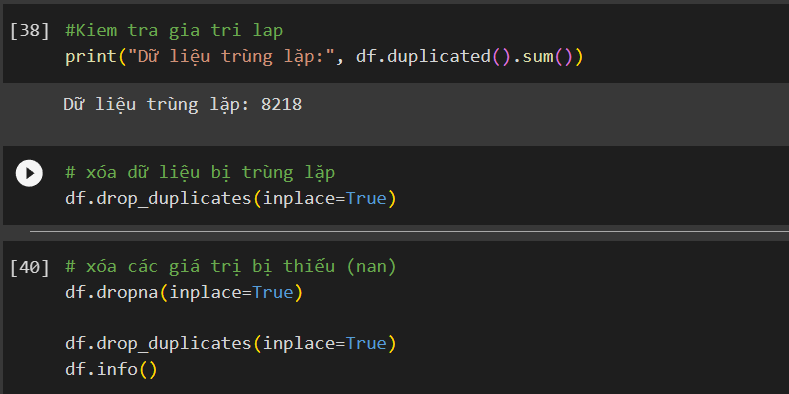 [38] #Kiem tra gia tri lap
print("Dữ liệu trùng lặp:", df.duplicated().sum())
Dữ liệu trùng lặp: 8218
# xóa dữ liệu bị trùng lặp
df.drop_duplicates(inplace=True)
[40] # xóa các giá trị bị thiếu (nan)
df.dropna(inplace=True)
df.drop_duplicates(inplace=True)
df.info()